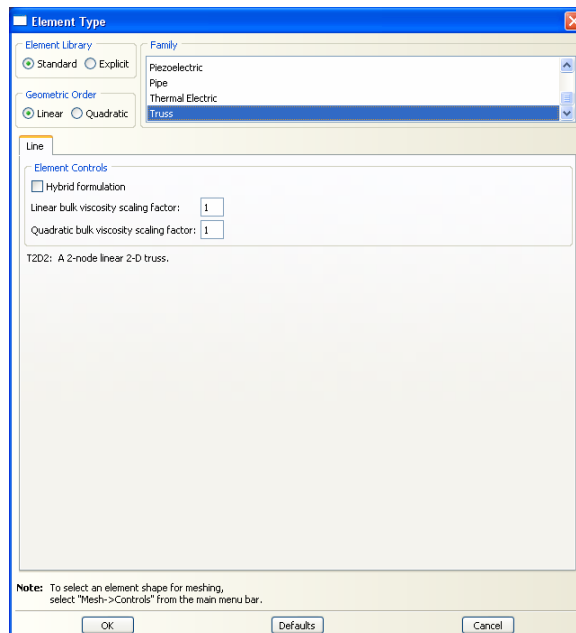 Element Type
Element Library
Family
Standard Explicit
Piezoelectric
Pipe
Thermal Electric
Truss
Geometric Order
Linear Quadratic
Line
Element Controls
Hybrid formulation
Linear bulk viscosity scaling factor: 1
Quadratic bulk viscosity scaling factor: 1
T2D2: A 2-node linear 2-D truss.
Note: To select an element shape for meshing,
select "Mesh->Controls" from the main menu bar.
OK Defaults Cancel